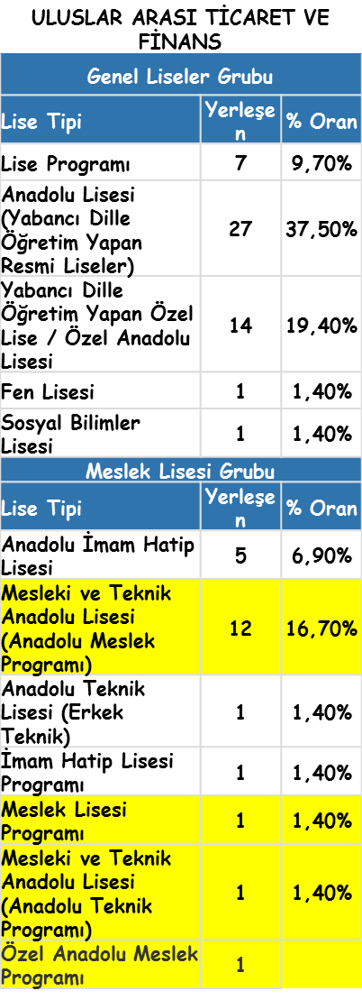 ULUSLAR ARASI TİCARET VE
FİNANS
Genel Liseler Grubu
Lise Tipi
Yerleşe
n
% Oran
Lise Programı 7 9,70%
Anadolu Lisesi
(Yabancı Dille
Öğretim Yapan
Resmi Liseler)
27 37,50%
Yabancı Dille
Öğretim Yapan Özel
Lise / Özel Anadolu
Lisesi
14 19,40%
Fen Lisesi 1 1,40%
Sosyal Bilimler
Lisesi
1 1,40%
Meslek Lisesi Grubu
Lise Tipi
Yerleşe
n
% Oran
Anadolu İmam Hatip
Lisesi
5 6,90%
Mesleki ve Teknik
Anadolu Lisesi
(Anadolu Meslek
Programı)
12 16,70%
Anadolu Teknik
Lisesi (Erkek
Teknik)
1 1,40%
İmam Hatip Lisesi
Programı
1 1,40%
Meslek Lisesi
Programı
1 1,40%
Mesleki ve Teknik
Anadolu Lisesi
(Anadolu Teknik
Programı)
1 1,40%
Özel Anadolu Meslek
Programı
1